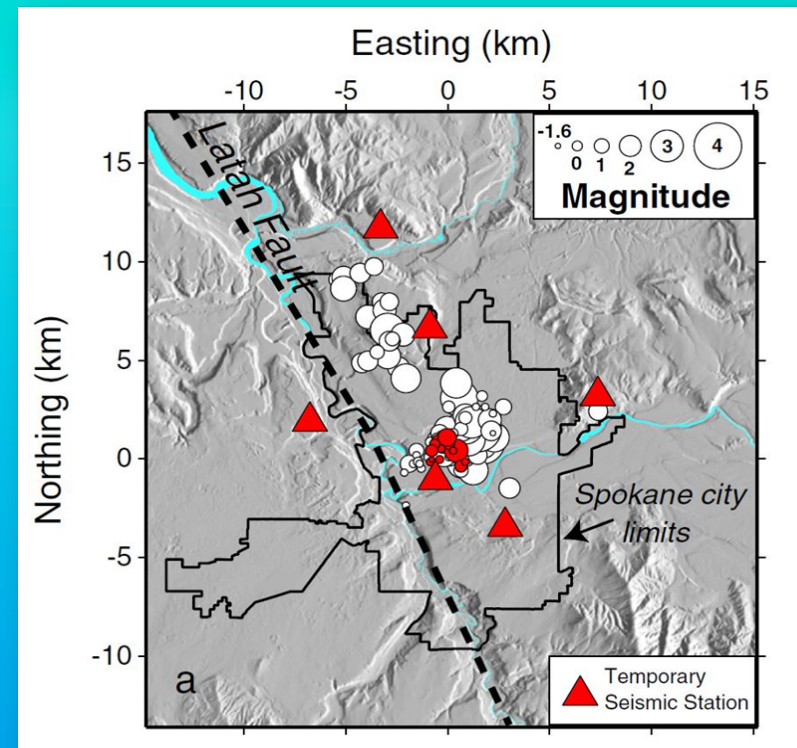 Easting (km)
-10 -5 0 5 10 15
-1.6 0 1 2 3 4
Magnitude
Latah Fault
15
10
5
0
-5
-10
Northing (km)
Spokane city
limits
a
Temporary
Seismic Station